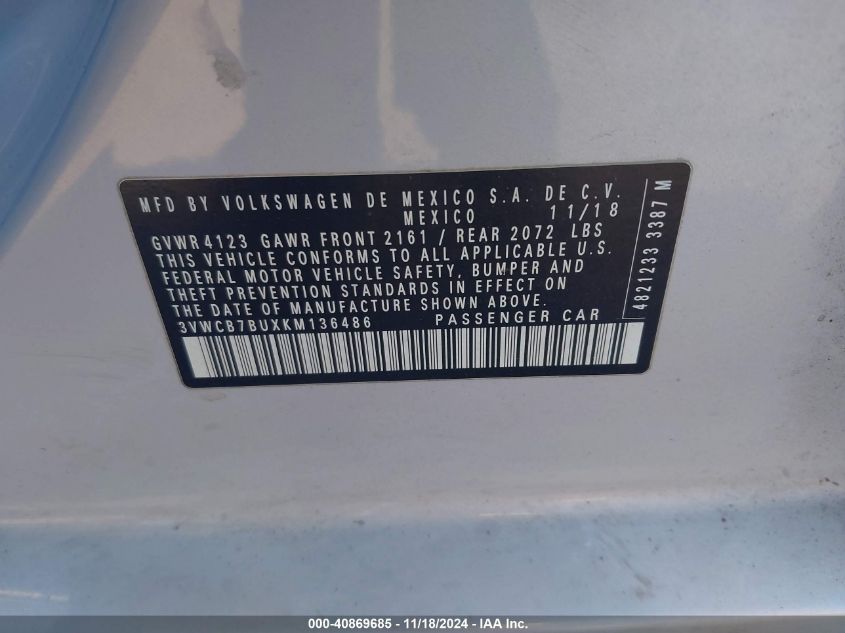 MFD BY VOLKSWAGEN DE MEXICO S.A. DE C.V.
MEXICO 11/18
GVWR 4123 GAWR FRONT 2161 / REAR 2072 LBS
THIS VEHICLE CONFORMS TO ALL APPLICABLE U.S.
FEDERAL MOTOR VEHICLE SAFETY, BUMPER AND
THEFT PREVENTION STANDARDS IN EFFECT ON
THE DATE OF MANUFACTURE SHOWN ABOVE.
3VWCB7BUXKM136486 PASSENGER CAR
4821233 3387 M
000-40869685 - 11/18/2024 - IAA Inc.